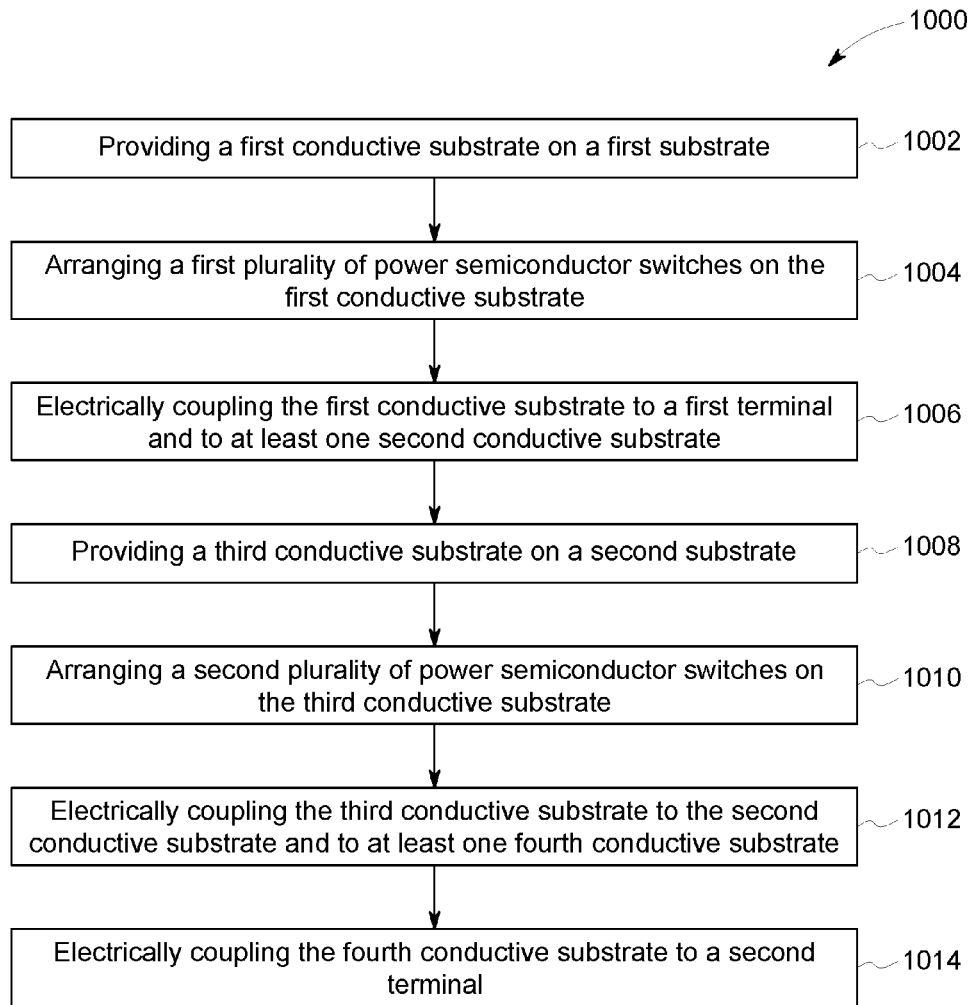 1000
Providing a first conductive substrate on a first substrate
1002
Arranging a first plurality of power semiconductor switches on the
first conductive substrate
1004
Electrically coupling the first conductive substrate to a first terminal
and to at least one second conductive substrate
1006
Providing a third conductive substrate on a second substrate
1008
Arranging a second plurality of power semiconductor switches on
the third conductive substrate
1010
Electrically coupling the third conductive substrate to the second
conductive substrate and to at least one fourth conductive substrate
1012
Electrically coupling the fourth conductive substrate to a second
terminal
1014